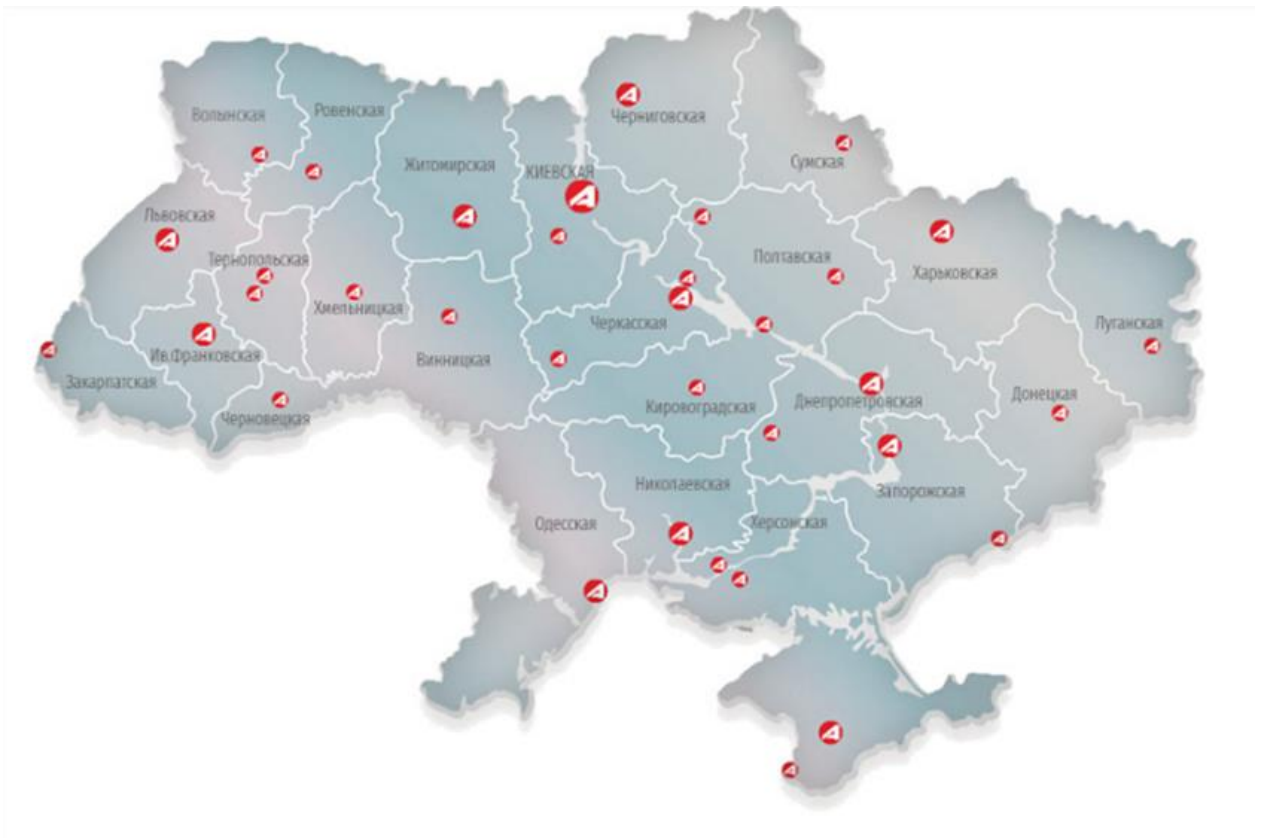 Волынская
Ровенская
Черниговская
Сумская
Житомирская
КИЕВСКАЯ
Львовская
Тернопольская
Полтавская
Харьковская
Хмельницкая
Черкасская
Луганская
Ив.Франковская
Винницкая
Закарпатская
Кировоградская
Днепропетровская
Донецкая
Черновецкая
Николаевская
Запорожская
Одесская
Херсонская